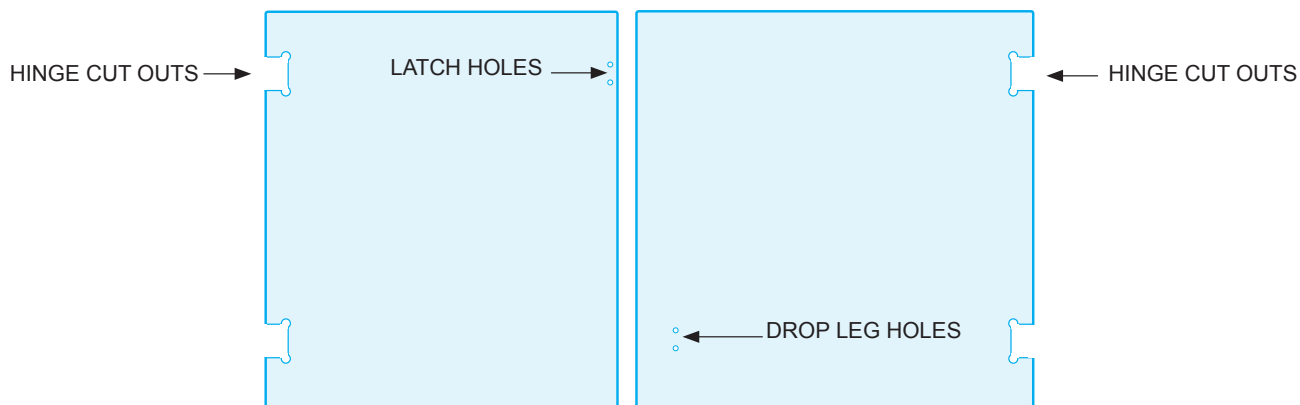 HINGE CUT OUTS
LATCH HOLES
HINGE CUT OUTS
DROP LEG HOLES